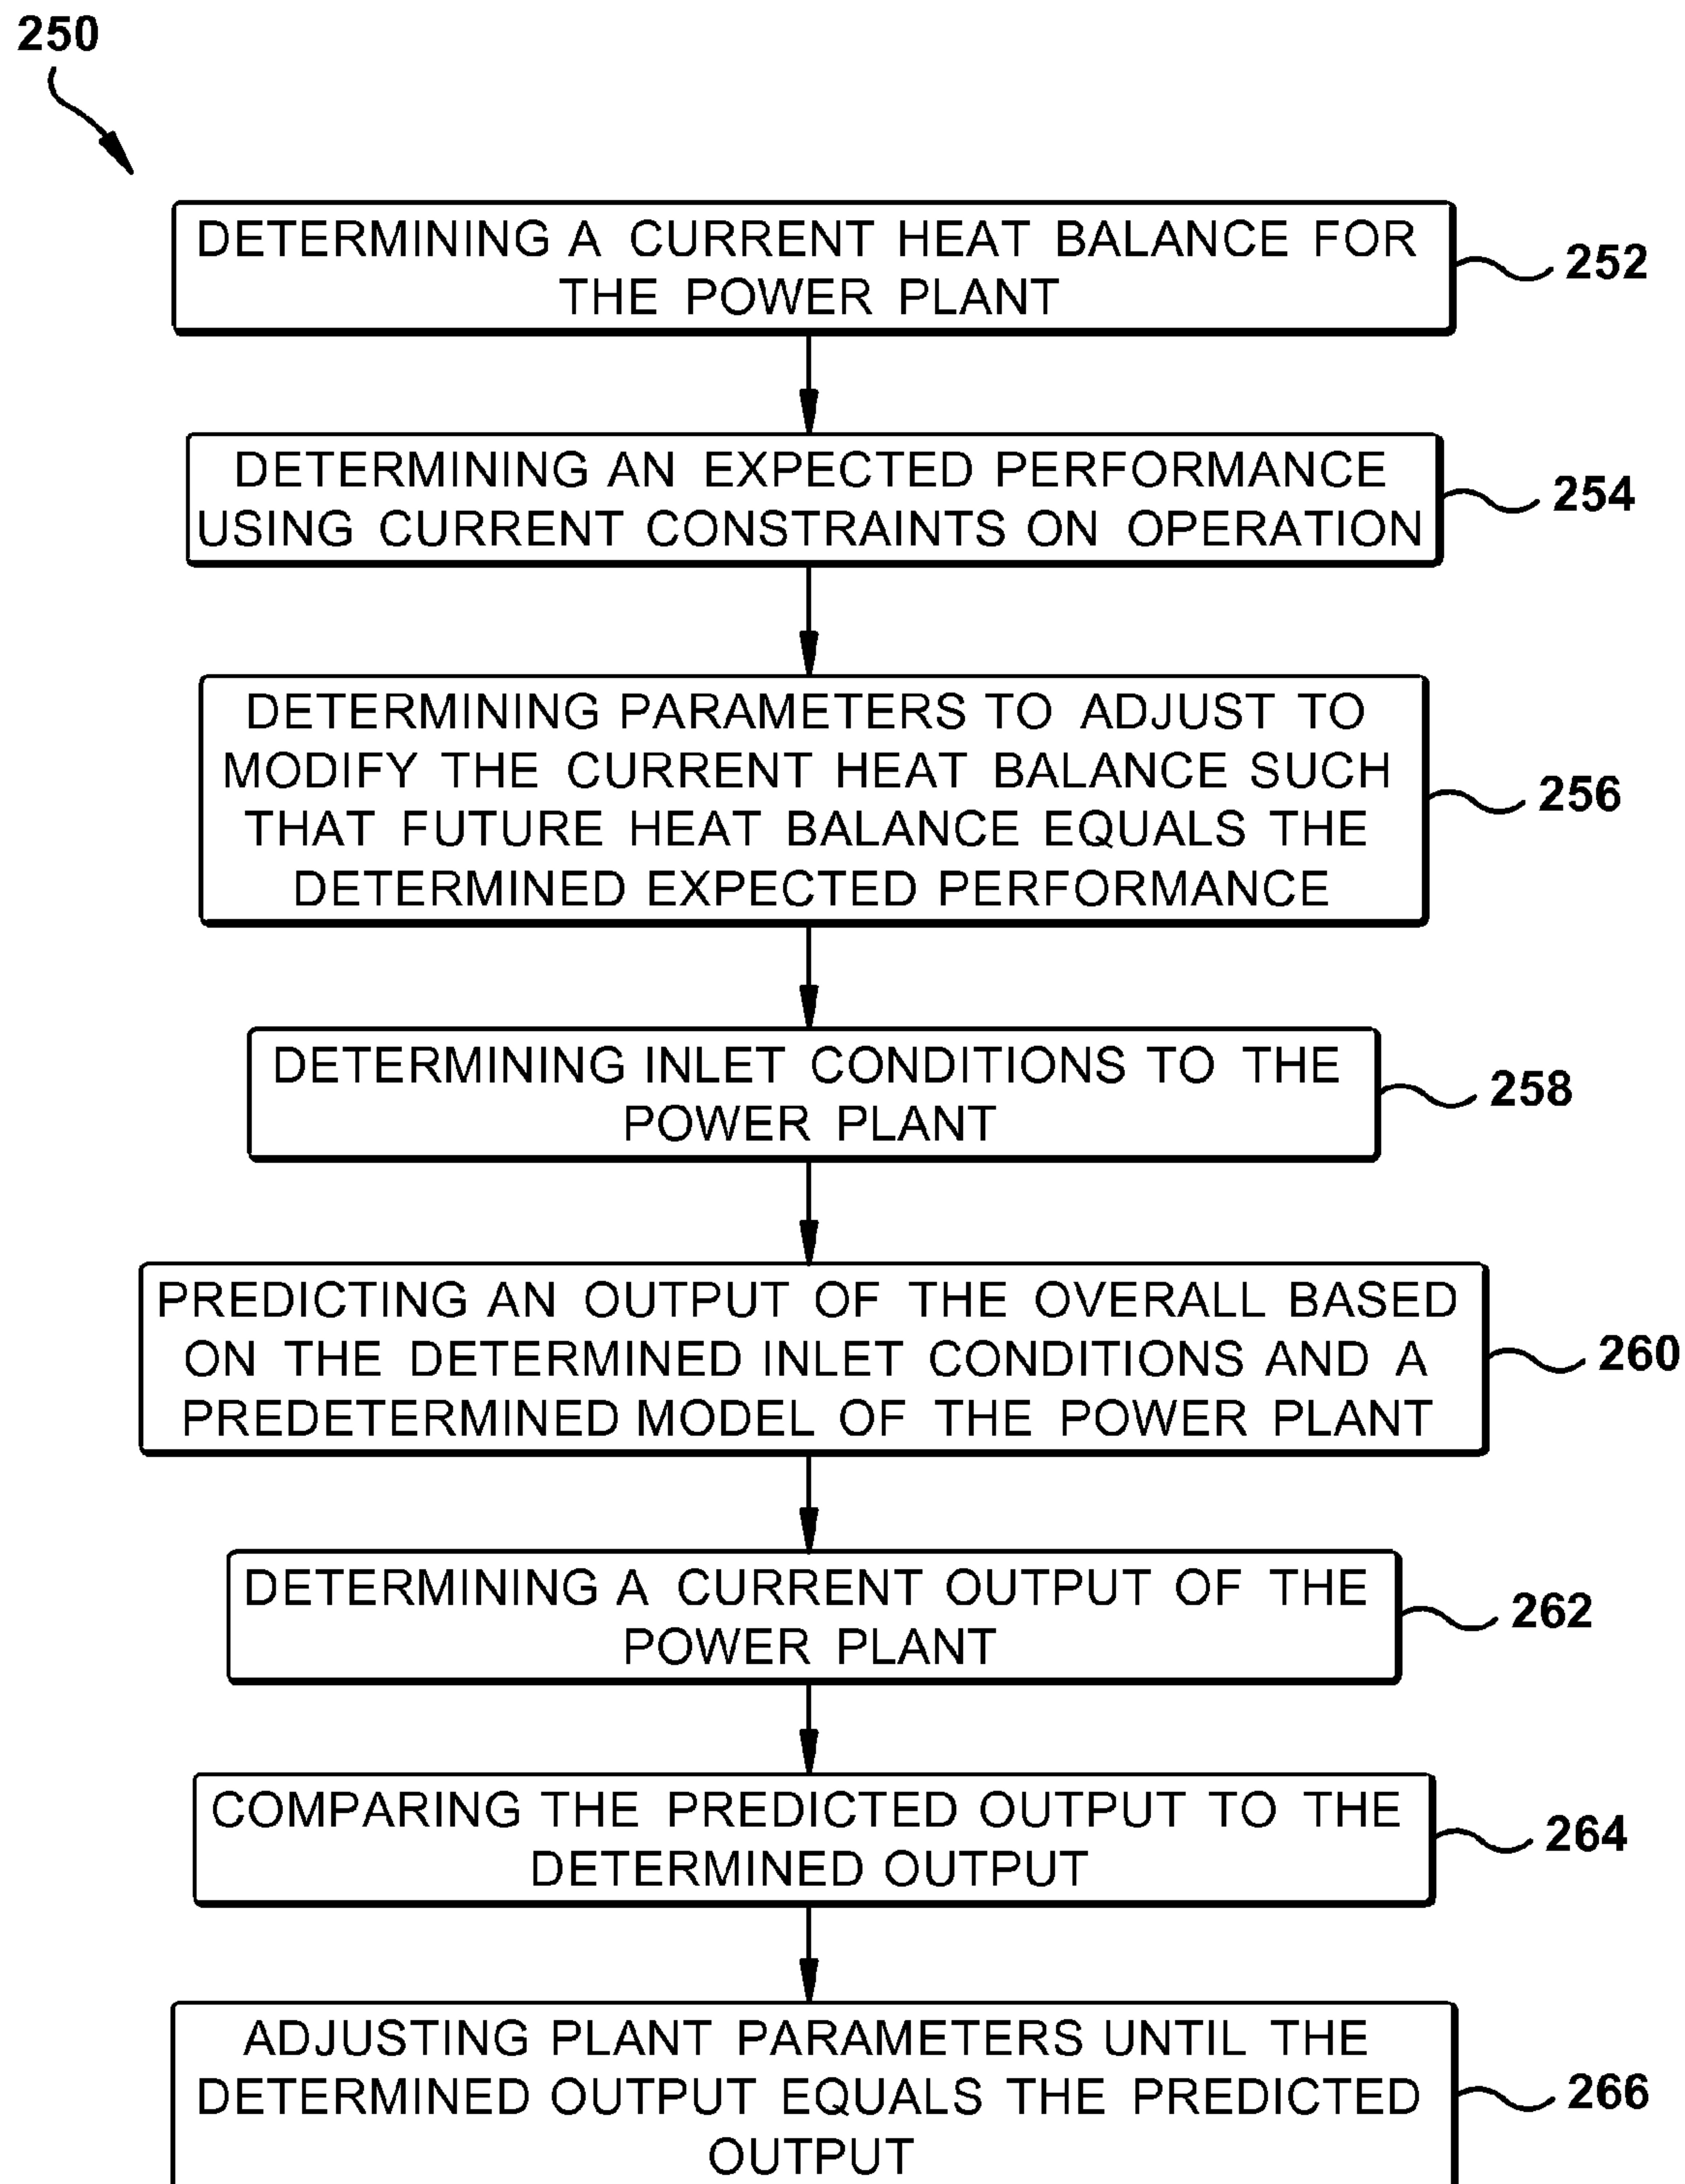 250
DETERMINING A CURRENT HEAT BALANCE FOR
THE POWER PLANT
252
DETERMINING AN EXPECTED PERFORMANCE
USING CURRENT CONSTRAINTS ON OPERATION
254
DETERMINING PARAMETERS TO ADJUST TO
MODIFY THE CURRENT HEAT BALANCE SUCH
THAT FUTURE HEAT BALANCE EQUALS THE
DETERMINED EXPECTED PERFORMANCE
256
DETERMINING INLET CONDITIONS TO THE
POWER PLANT
258
PREDICTING AN OUTPUT OF THE OVERALL BASED
ON THE DETERMINED INLET CONDITIONS AND A
PREDETERMINED MODEL OF THE POWER PLANT
260
DETERMINING A CURRENT OUTPUT OF THE
POWER PLANT
262
COMPARING THE PREDICTED OUTPUT TO THE
DETERMINED OUTPUT
264
ADJUSTING PLANT PARAMETERS UNTIL THE
DETERMINED OUTPUT EQUALS THE PREDICTED
OUTPUT
266